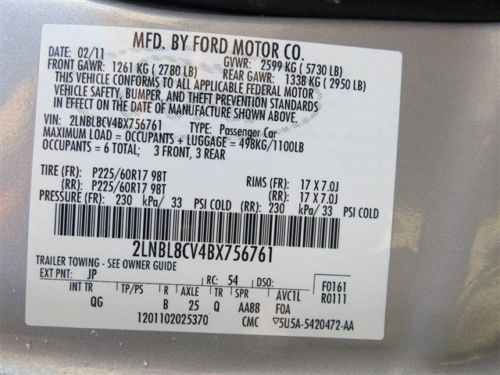 MFD. BY FORD MOTOR CO.
DATE: 02/11 GVWR: 2599 KG ( 5730 LB)
FRONT GAWR: 1261 KG ( 2780 LB) REAR GAWR: 1338 KG ( 2950 LB)
THIS VEHICLE CONFORMS TO ALL APPLICABLE FEDERAL MOTOR
VEHICLE SAFETY, BUMPER, AND THEFT PREVENTION STANDARDS
IN EFFECT ON THE DATE OF MANUFACTURE SHOWN ABOVE.
VIN: 2LNBL8CV4BX756761 TYPE: Passenger Car
MAXIMUM LOAD = OCCUPANTS + LUGGAGE = 498KG/1100LB
OCCUPANTS = 6 TOTAL; 3 FRONT, 3 REAR
TIRE (FR): P225/60R17 98T RIMS (FR): 17 X 7.0J
(RR): P225/60R17 98T (RR): 17 X 7.0J
PRESSURE (FR): 230 kPa/ 33 PSI COLD (RR): 230 kPa/ 33 PSI COLD
2LNBL8CV4BX756761
TRAILER TOWING - SEE OWNER GUIDE
EXT PNT: JP RC: 54 DSO: F0161
INT TR TP/PS R AXLE TR SPR AVC1L R0111
QG B 25 Q AA88 FOA
1201102025370 CMC 5U5A-5420472-AA